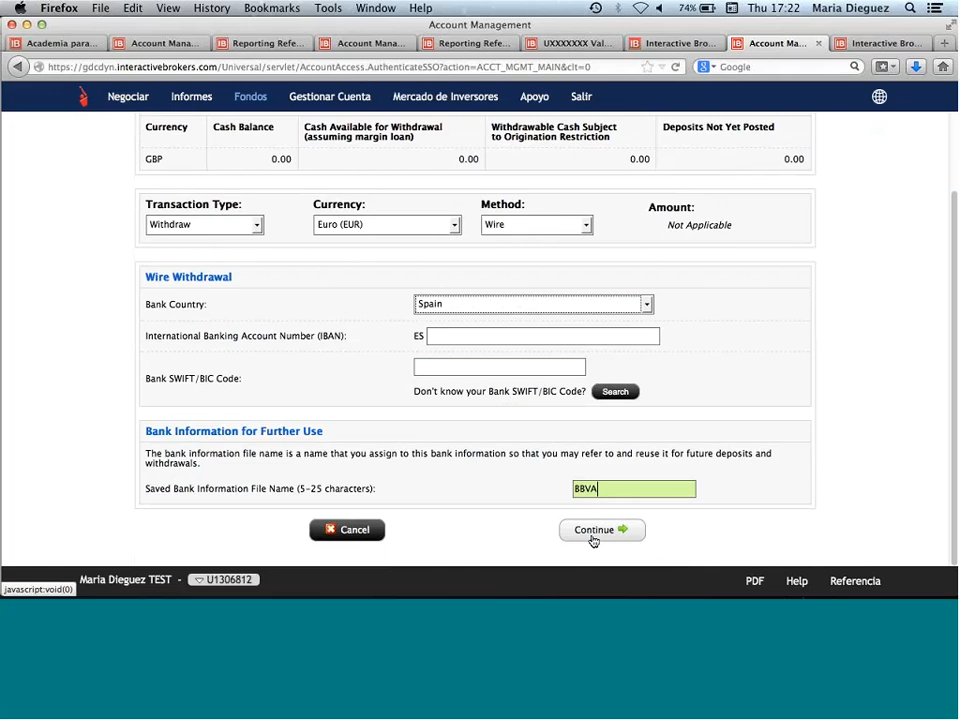 Firefox File Edit View History Bookmarks Tools Window Help 74% Thu 17:22 Maria Dieguez
Account Management
Academia para... Account Mana... Reporting Refe... Account Mana... Reporting Refe... UXXXXXXX Val... Interactive Bro... Account Ma... Interactive Bro...
https://gdcdyn.interactivebrokers.com/Universal/servlet/AccountAccess.AuthenticateSSO?action=ACCT_MGMT_MAIN&clt=0 Google
Negociar Informes Fondos Gestionar Cuenta Mercado de Inversores Apoyo Salir
Currency Cash Balance Cash Available for Withdrawal (assuming margin loan) Withdrawable Cash Subject to Origination Restriction Deposits Not Yet Posted
GBP 0.00 0.00 0.00 0.00
Transaction Type: Currency: Method: Amount:
Withdraw Euro (EUR) Wire Not Applicable
Wire Withdrawal
Bank Country: Spain
International Banking Account Number (IBAN): ES
Bank SWIFT/BIC Code:
Don't know your Bank SWIFT/BIC Code? Search
Bank Information for Further Use
The bank information file name is a name that you assign to this bank information so that you may refer to and reuse it for future deposits and
withdrawals.
Saved Bank Information File Name (5-25 characters): BBVA
Cancel Continue
Maria Dieguez TEST - U1306812 PDF Help Referencia
javascript:void(0)